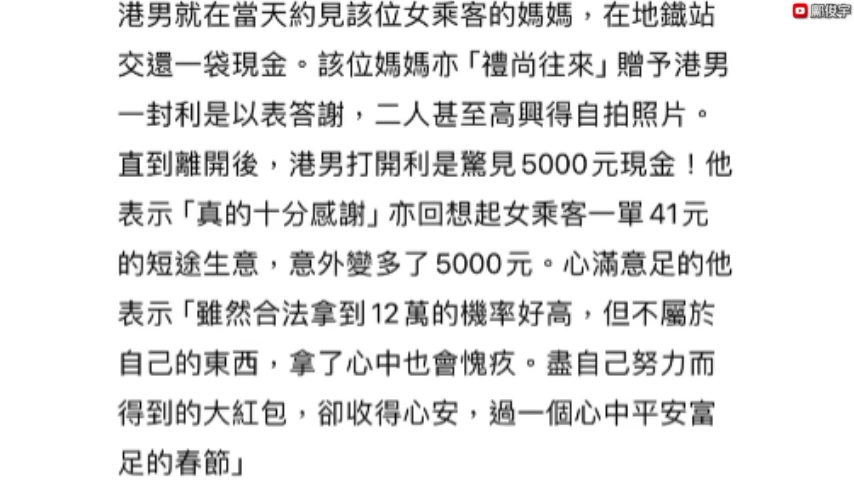 鄺俊宇
港男就在當天約見該位女乘客的媽媽，在地鐵站
交還一袋現金。該位媽媽亦「禮尚往來」贈予港男
一封利是以表答謝，二人甚至高興得自拍照片。
直到離開後，港男打開利是驚見5000元現金！他
表示「真的十分感謝」亦回想起女乘客一單41元
的短途生意，意外變多了5000元。心滿意足的他
表示「雖然合法拿到12萬的機率好高，但不屬於
自己的東西，拿了心中也會愧疚。盡自己努力而
得到的大紅包，卻收得心安，過一個心中平安富
足的春節」